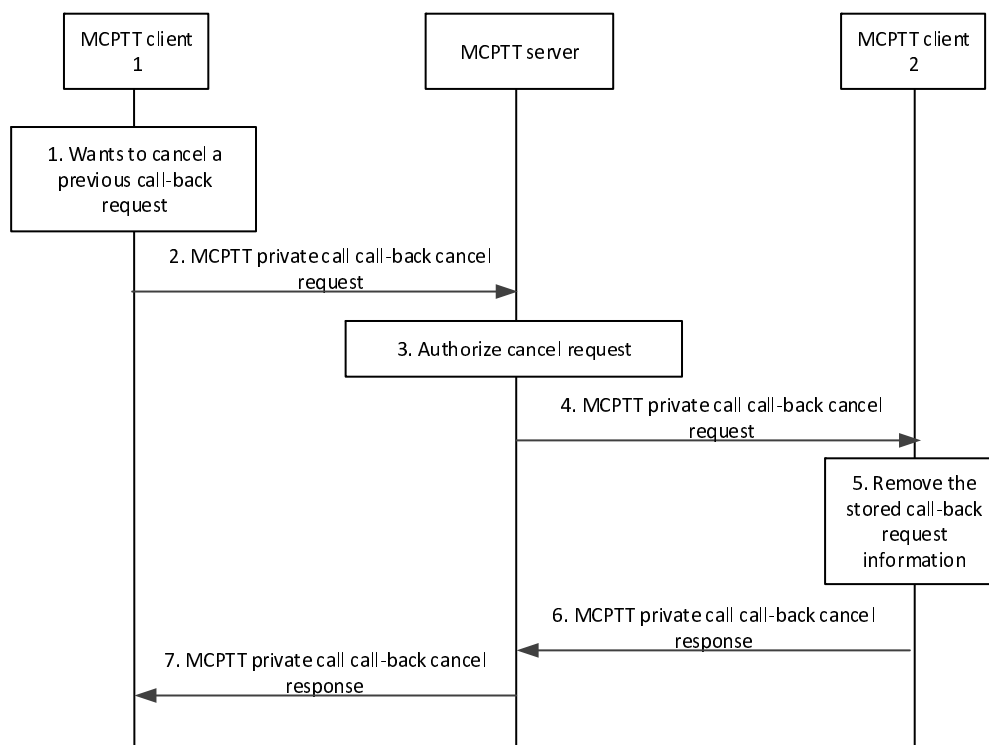 MCPTT client
1
MCPTT server
MCPTT client
2
1. Wants to cancel a
previous call-back
request
2. MCPTT private call call-back cancel
request
3. Authorize cancel request
4. MCPTT private call call-back cancel
request
5. Remove the
stored call-back
request
information
6. MCPTT private call call-back cancel
response
7. MCPTT private call call-back cancel
response